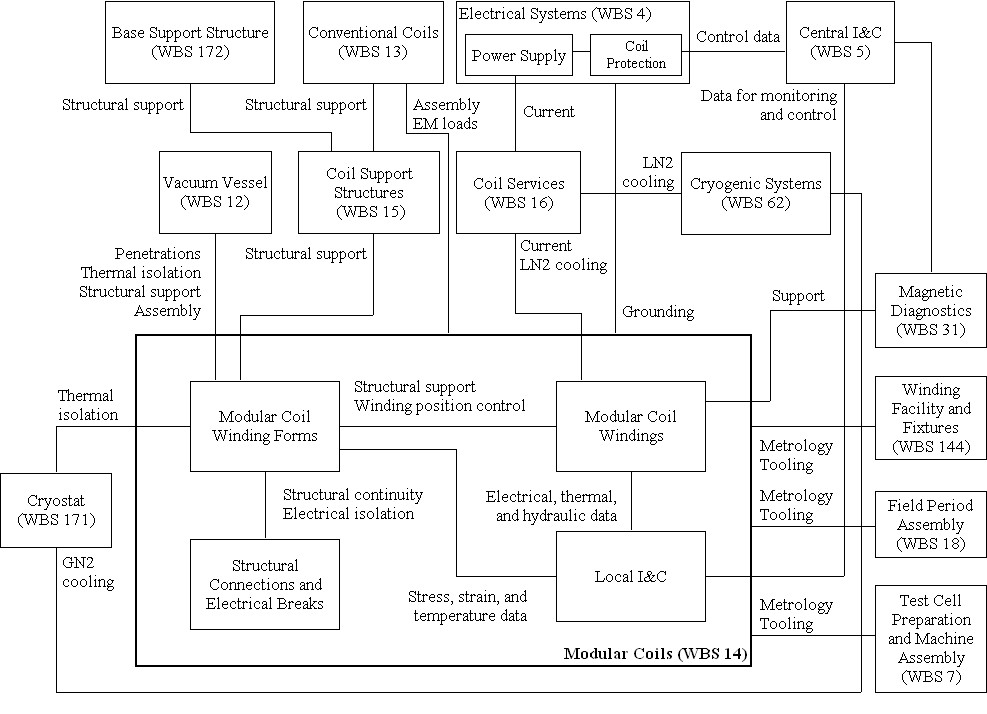 Base Support Structure
(WBS 172)
Conventional Coils
(WBS 13)
Electrical Systems (WBS 4)
Power Supply
Coil
Protection
Control data
Central I&C
(WBS 5)
Structural support
Structural support
Assembly
EM loads
Current
Data for monitoring
and control
Vacuum Vessel
(WBS 12)
Coil Support
Structures
(WBS 15)
Coil Services
(WBS 16)
LN2
cooling
Cryogenic Systems
(WBS 62)
Penetrations
Thermal isolation
Structural support
Assembly
Structural support
Current
LN2 cooling
Grounding
Support
Magnetic
Diagnostics
(WBS 31)
Thermal
isolation
Modular Coil
Winding Forms
Structural support
Winding position control
Modular Coil
Windings
Winding
Facility and
Fixtures
(WBS 144)
Metrology
Tooling
Cryostat
(WBS 171)
Structural continuity
Electrical isolation
Electrical, thermal,
and hydraulic data
Metrology
Tooling
Field Period
Assembly
(WBS 18)
GN2
cooling
Structural
Connections and
Electrical Breaks
Stress, strain, and
temperature data
Local I&C
Metrology
Tooling
Test Cell
Preparation
and Machine
Assembly
(WBS 7)
Modular Coils (WBS 14)